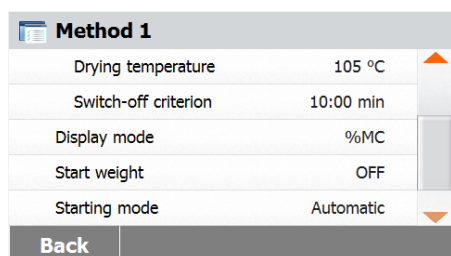 Method 1
Drying temperature 105 ºC
Switch-off criterion 10:00 min
Display mode %MC
Start weight OFF
Starting mode Automatic
Back